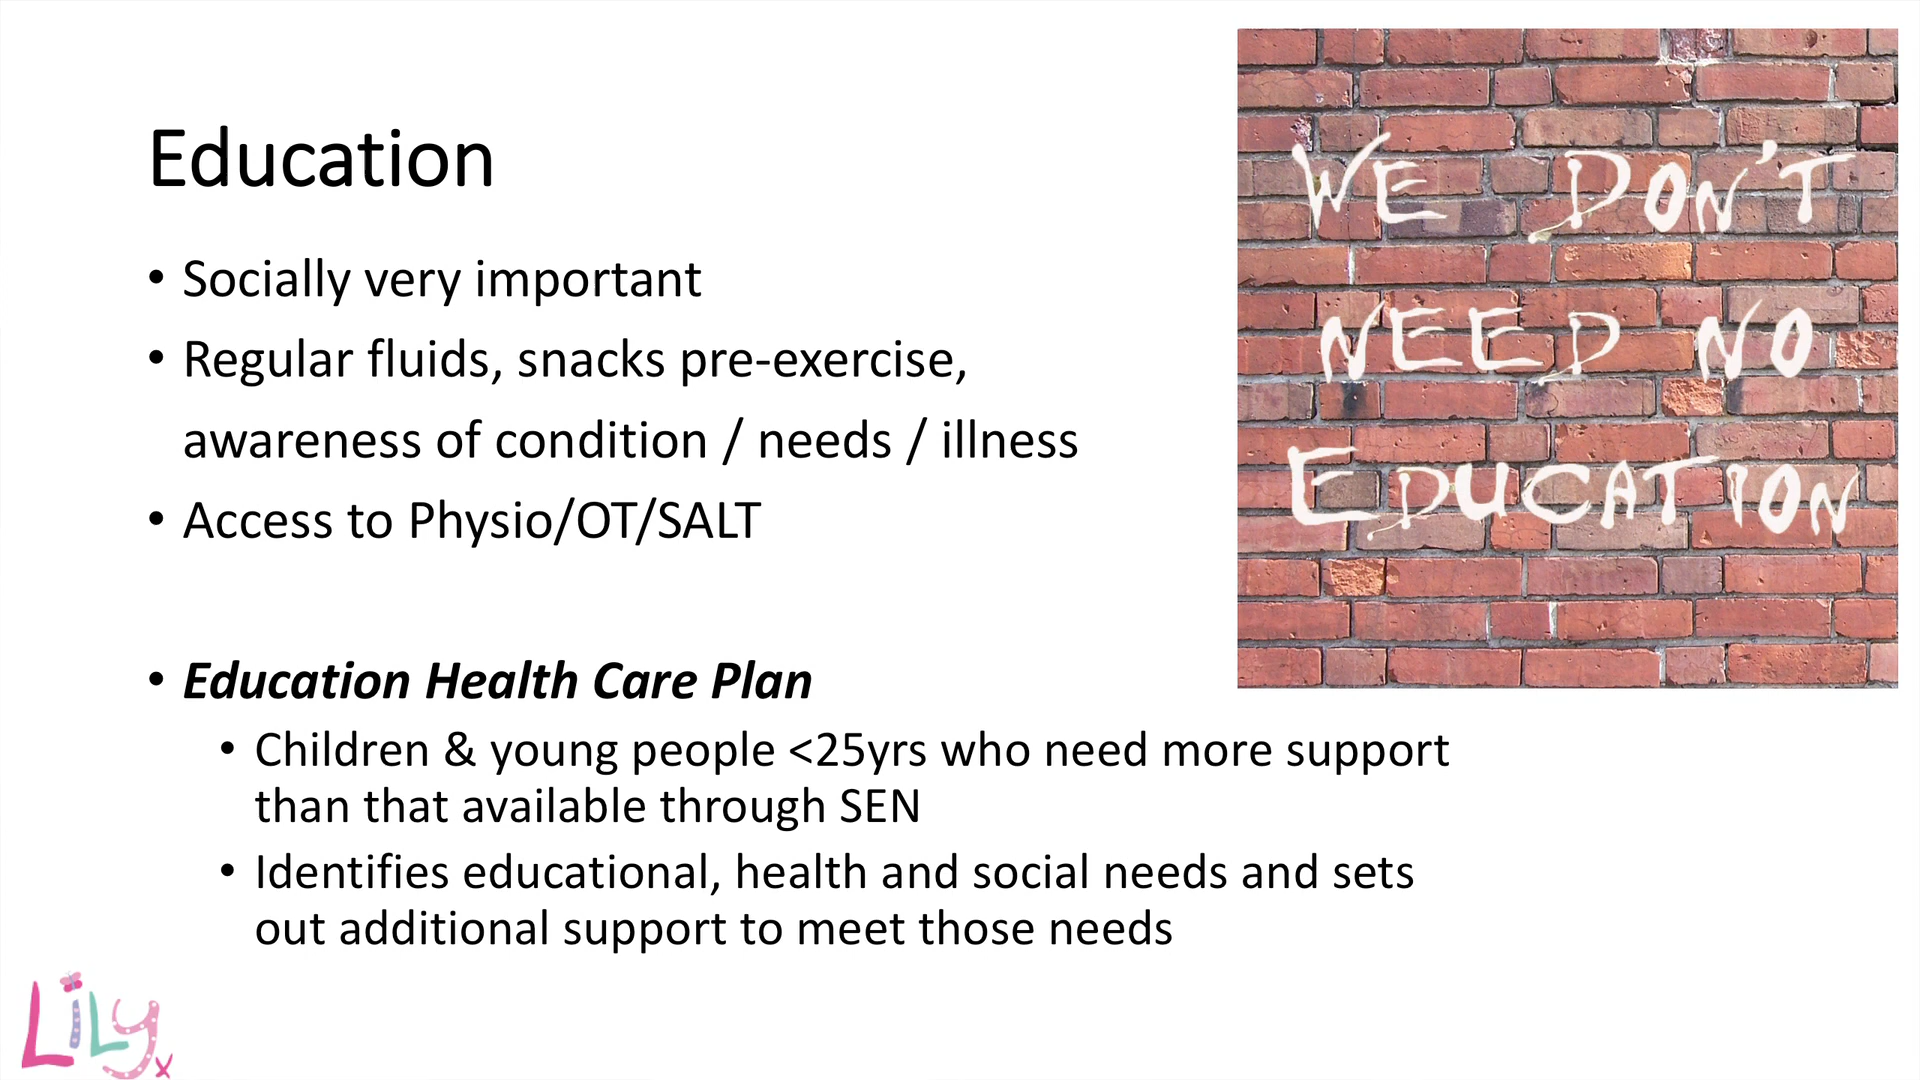 Education
• Socially very important
• Regular fluids, snacks pre-exercise,
awareness of condition / needs / illness
• Access to Physio/OT/SALT
• Education Health Care Plan
• Children & young people <25yrs who need more support
than that available through SEN
• Identifies educational, health and social needs and sets
out additional support to meet those needs
WE DON'T
NEED NO
EDUCATION
LiLy x